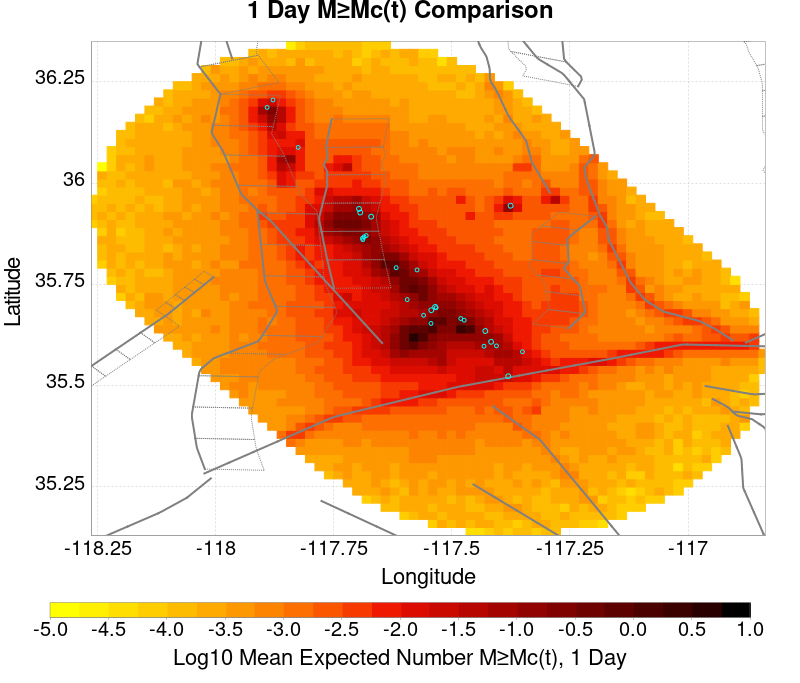 1 Day M≥Mc(t) Comparison
36.25
36
35.75
35.5
35.25
Latitude
-118.25 -118 -117.75 -117.5 -117.25 -117
Longitude
-5.0 -4.5 -4.0 -3.5 -3.0 -2.5 -2.0 -1.5 -1.0 -0.5 0.0 0.5 1.0
Log10 Mean Expected Number M≥Mc(t), 1 Day